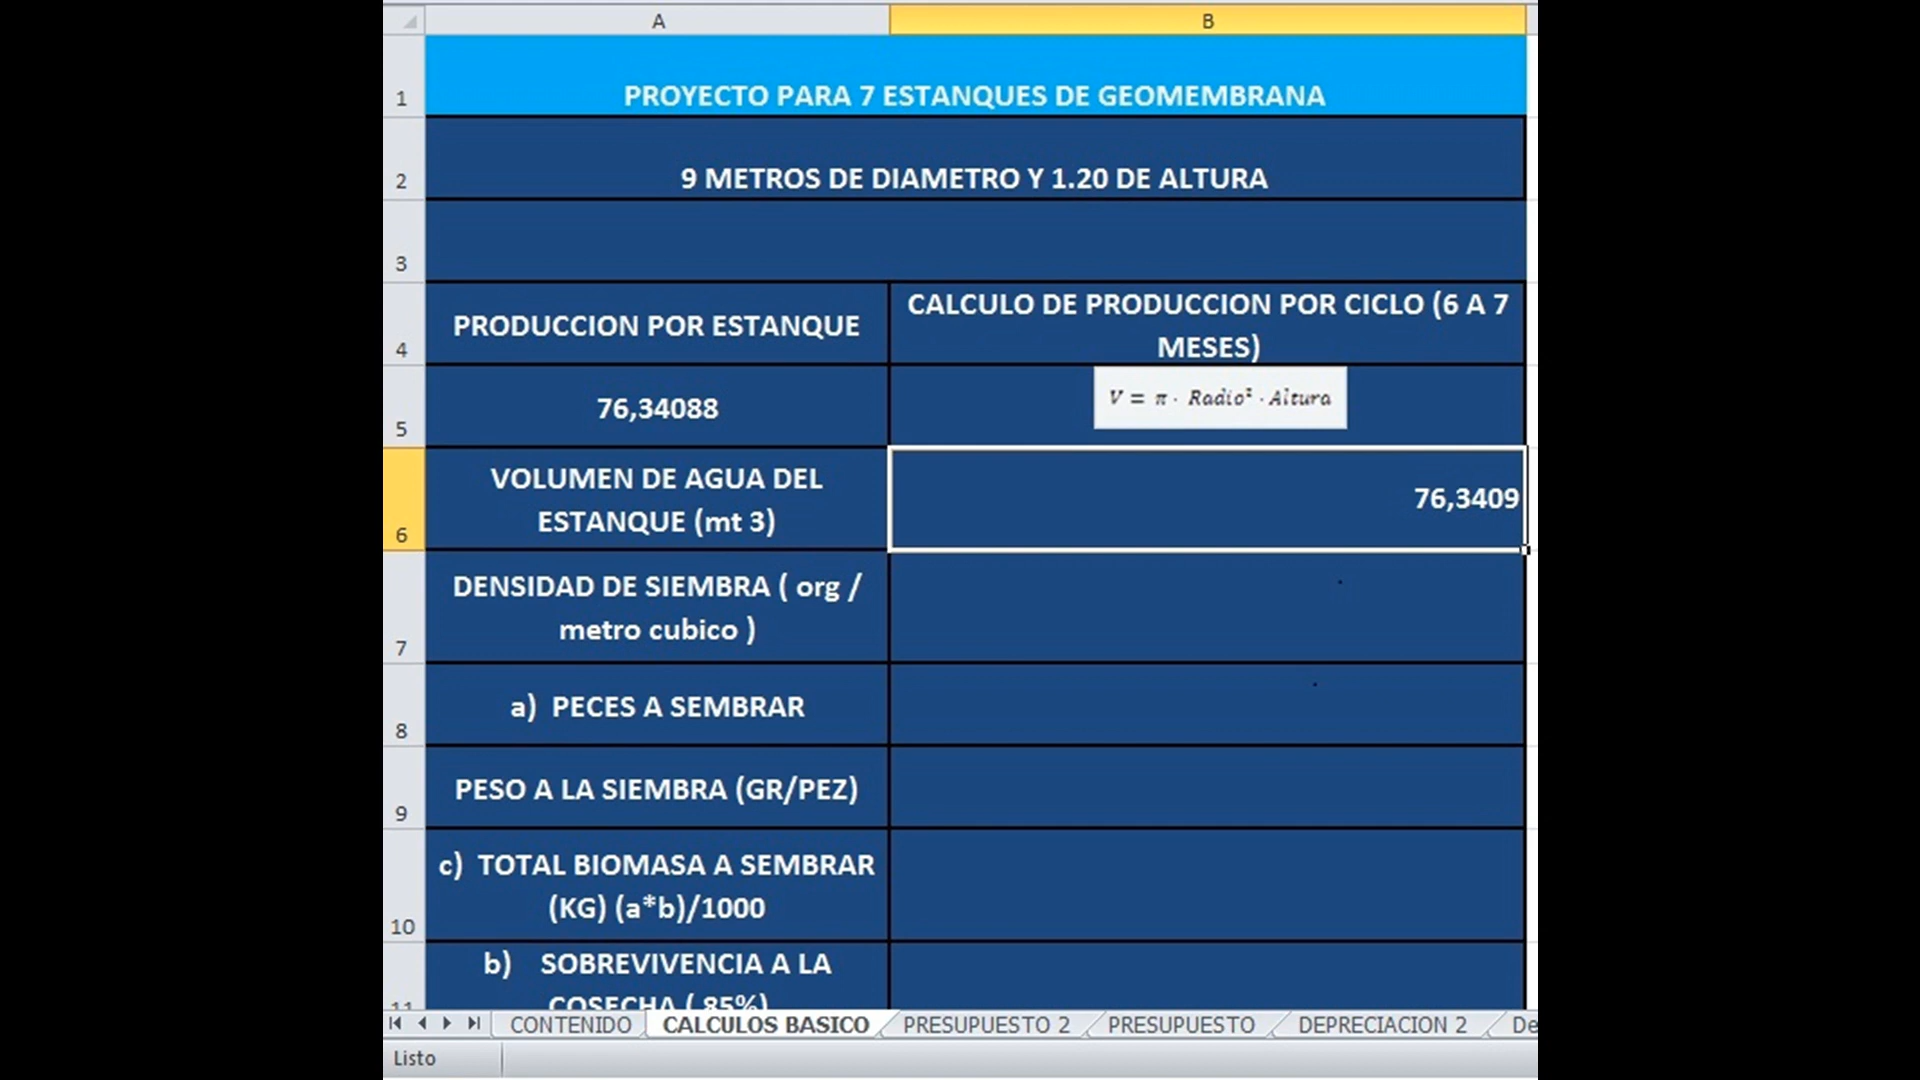 A
B
1
PROYECTO PARA 7 ESTANQUES DE GEOMEMBRANA
2
9 METROS DE DIAMETRO Y 1.20 DE ALTURA
3
4
PRODUCCION POR ESTANQUE
CALCULO DE PRODUCCION POR CICLO (6 A 7
MESES)
5
76,34088
V = π · Radio² · Altura
6
VOLUMEN DE AGUA DEL
ESTANQUE (mt 3)
76,3409
7
DENSIDAD DE SIEMBRA ( org /
metro cubico )
8
a) PECES A SEMBRAR
9
PESO A LA SIEMBRA (GR/PEZ)
10
c) TOTAL BIOMASA A SEMBRAR
(KG) (a*b)/1000
11
b) SOBREVIVENCIA A LA
COSECHA ( 85%)
CONTENIDO
CALCULOS BASICO
PRESUPUESTO 2
PRESUPUESTO
DEPRECIACION 2
De
Listo